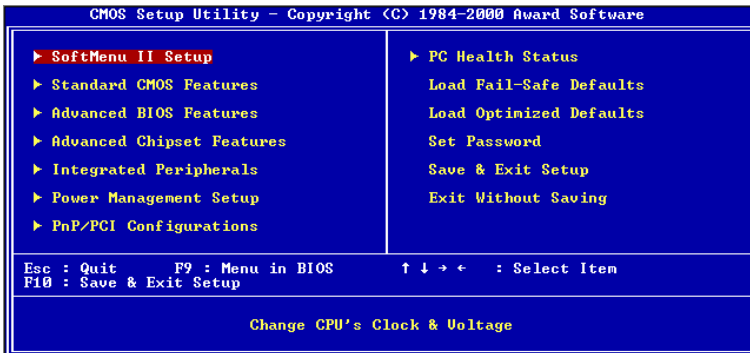 CMOS Setup Utility - Copyright (C) 1984-2000 Award Software
▶ SoftMenu II Setup
▶ Standard CMOS Features
▶ Advanced BIOS Features
▶ Advanced Chipset Features
▶ Integrated Peripherals
▶ Power Management Setup
▶ PnP/PCI Configurations
▶ PC Health Status
Load Fail-Safe Defaults
Load Optimized Defaults
Set Password
Save & Exit Setup
Exit Without Saving
Esc : Quit F9 : Menu in BIOS ↑ ↓ → ← : Select Item
F10 : Save & Exit Setup
Change CPU's Clock & Voltage